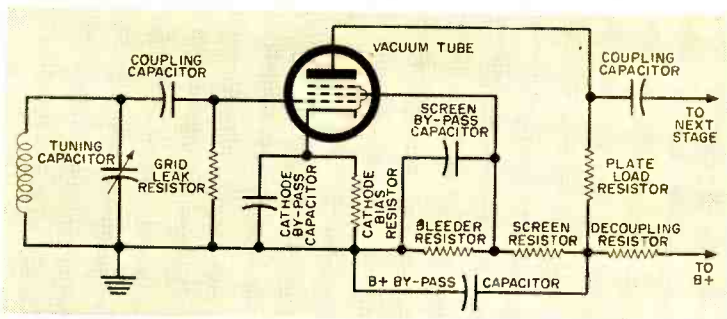 VACUUM TUBE
COUPLING
CAPACITOR
COUPLING
CAPACITOR
SCREEN
BY-PASS
CAPACITOR
TO
NEXT
STAGE
TUNING
CAPACITOR
GRID
LEAK
RESISTOR
CATHODE
BY-PASS
CAPACITOR
CATHODE
BIAS
RESISTOR
PLATE
LOAD
RESISTOR
BLEEDER
RESISTOR
SCREEN
RESISTOR
DECOUPLING
RESISTOR
TO
B+
B+ BY-PASS CAPACITOR